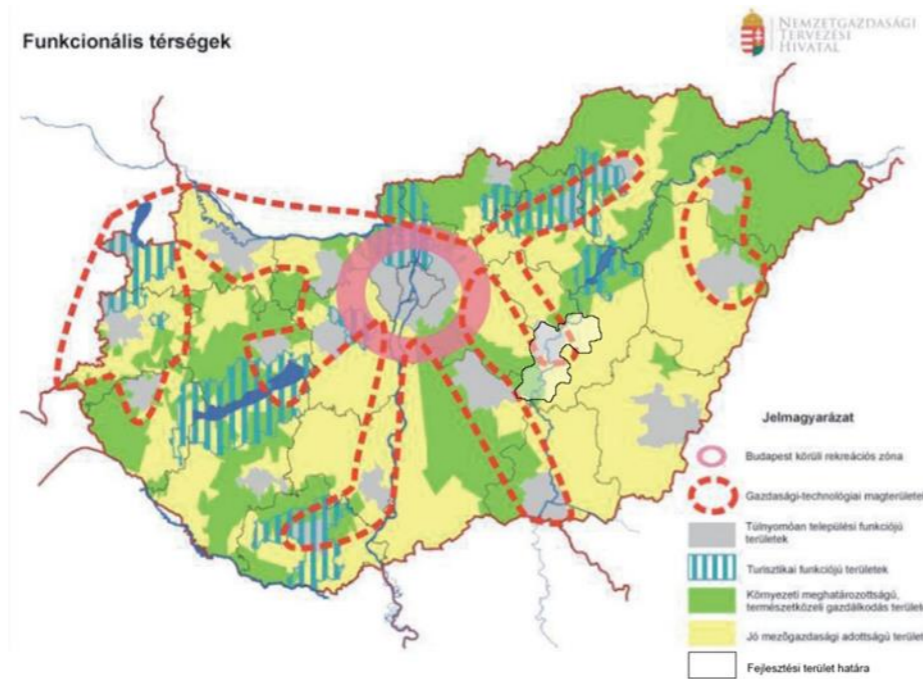 Funkcionális térségek
NEMZETGAZDASÁGI
TERVEZÉSI
HIVATAL
Jelmagyarázat
Budapest körüli rekreációs zóna
Gazdasági-technológiai magterületek
Túlnyomóan települési funkciójú
területek
Turisztikai funkciójú területek
Környezeti meghatározottságú,
természetközeli gazdálkodás terüle
Jó mezőgazdasági adottságú terület
Fejlesztési terület határa